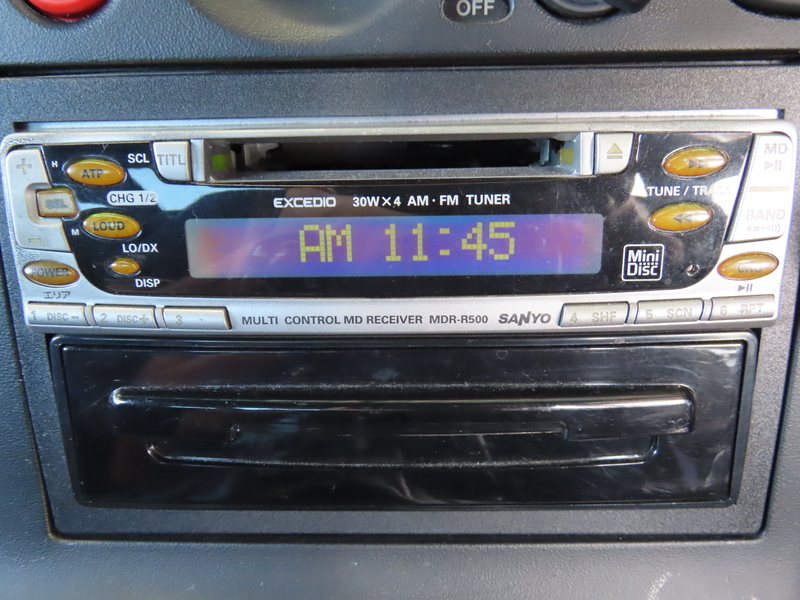 OFF
H ATP SCL TITL ▲ ▶▶ MD ▶II
CHG 1/2 EXCEDIO 30W×4 AM·FM TUNER TUNE / TRACK
M LOUD LO/DX AM 11:45 ◀◀ BAND
POWER DISP Mini Disc
エリア ▶II
1 DISC− 2 DISC+ 3 MULTI CONTROL MD RECEIVER MDR-R500 SANYO 4 SHF 5 SCN 6 RPT